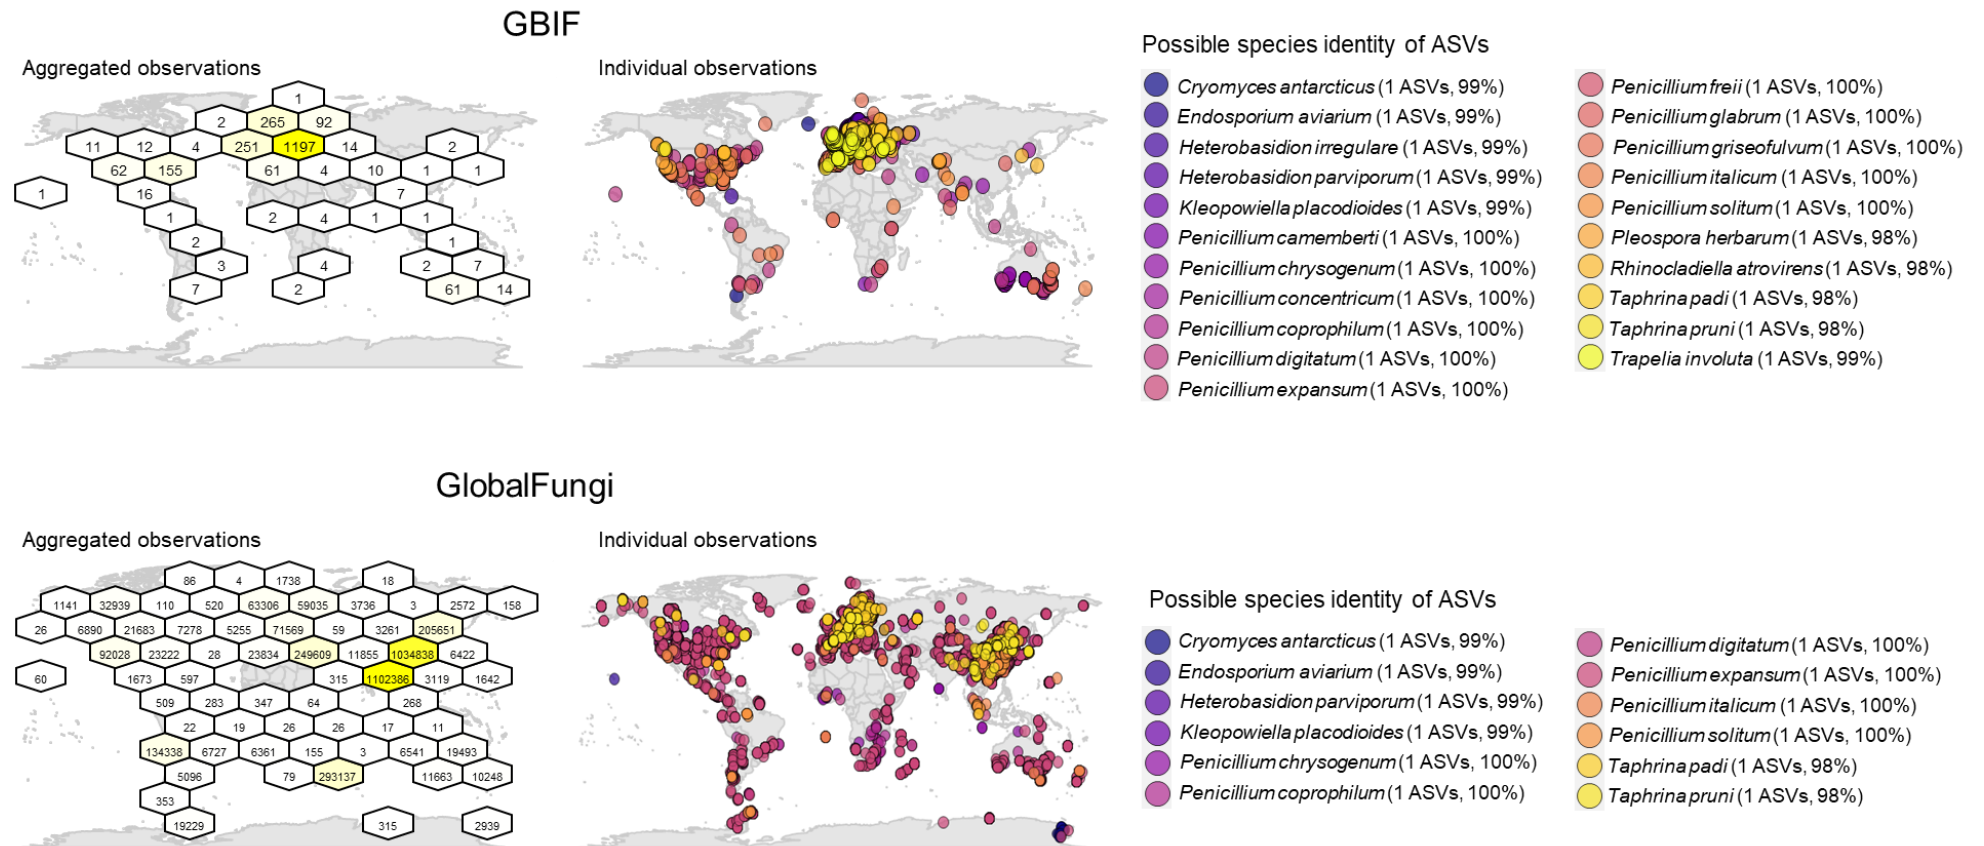 GBIF
Aggregated observations
Individual observations
1
2 265 92
11 12 4 251 1197 14 2
62 155 61 4 10 1 1
1 16 7
1 2 4 1 1
2 1
3 4 2 7
7 2 61 14
Possible species identity of ASVs
Cryomyces antarcticus (1 ASVs, 99%)
Endosporium aviarium (1 ASVs, 99%)
Heterobasidion irregulare (1 ASVs, 99%)
Heterobasidion parviporum (1 ASVs, 99%)
Kleopowiella placodioides (1 ASVs, 99%)
Penicillium camemberti (1 ASVs, 100%)
Penicillium chrysogenum (1 ASVs, 100%)
Penicillium concentricum (1 ASVs, 100%)
Penicillium coprophilum (1 ASVs, 100%)
Penicillium digitatum (1 ASVs, 100%)
Penicillium expansum (1 ASVs, 100%)
Penicillium freii (1 ASVs, 100%)
Penicillium glabrum (1 ASVs, 100%)
Penicillium griseofulvum (1 ASVs, 100%)
Penicillium italicum (1 ASVs, 100%)
Penicillium solitum (1 ASVs, 100%)
Pleospora herbarum (1 ASVs, 98%)
Rhinocladiella atrovirens (1 ASVs, 98%)
Taphrina padi (1 ASVs, 98%)
Taphrina pruni (1 ASVs, 98%)
Trapelia involuta (1 ASVs, 99%)
GlobalFungi
Aggregated observations
Individual observations
86 4 1738 18
1141 32939 110 520 63306 59035 3736 3 2572 158
26 6890 21683 7278 5255 71569 59 3261 205651
92028 23222 28 23834 249609 11855 1034838 6422
60 1673 597 315 1102386 3119 1642
509 283 347 64 268
22 19 26 26 17 11
134338 6727 6361 155 3 6541 19493
5096 79 293137 11663 10248
353
19229 315 2939
Possible species identity of ASVs
Cryomyces antarcticus (1 ASVs, 99%)
Endosporium aviarium (1 ASVs, 99%)
Heterobasidion parviporum (1 ASVs, 99%)
Kleopowiella placodioides (1 ASVs, 99%)
Penicillium chrysogenum (1 ASVs, 100%)
Penicillium coprophilum (1 ASVs, 100%)
Penicillium digitatum (1 ASVs, 100%)
Penicillium expansum (1 ASVs, 100%)
Penicillium italicum (1 ASVs, 100%)
Penicillium solitum (1 ASVs, 100%)
Taphrina padi (1 ASVs, 98%)
Taphrina pruni (1 ASVs, 98%)